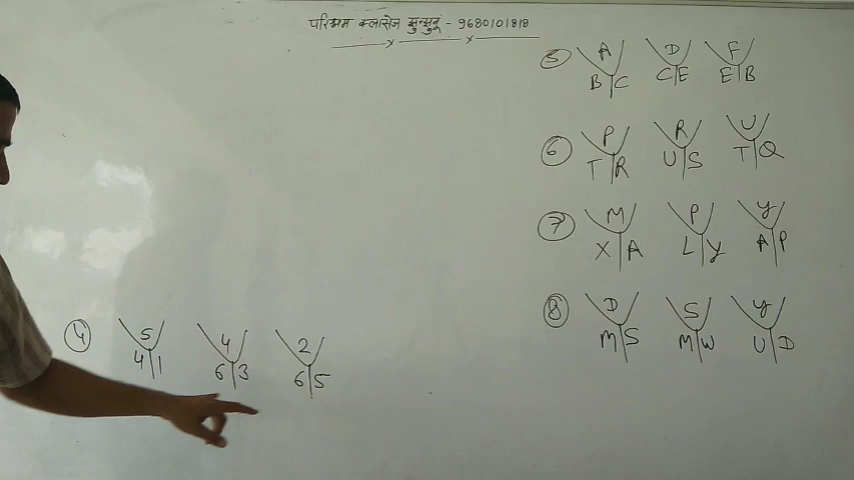 परिश्रम क्लासेज झुन्झुनूं - 9680101818
5 A B C D C E F E B
6 P T R R U S U T Q
7 M X A P L Y Y A P
8 D M S S M W Y U D
4 5 4 1 4 6 3 2 6 5